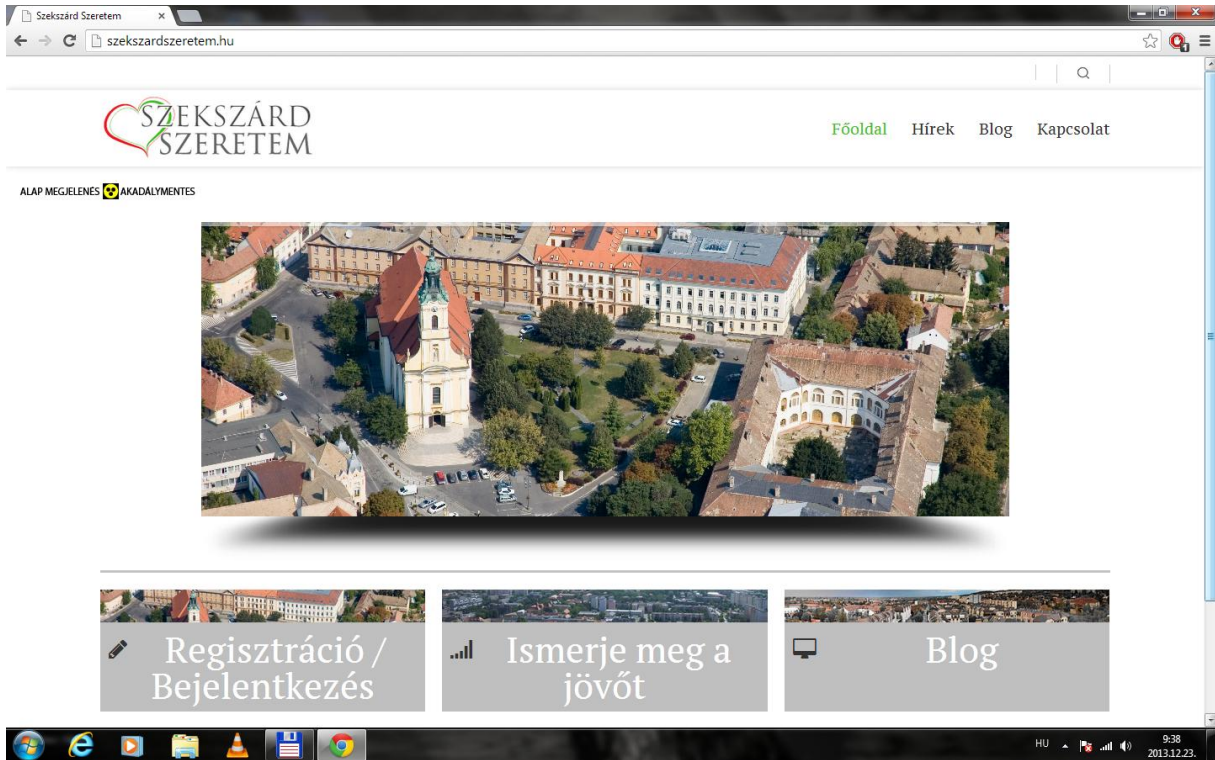 Szekszárd Szeretem
szekszardszeretem.hu
1
SZEKSZÁRD
SZERETEM
Főoldal Hírek Blog Kapcsolat
ALAP MEGJELENÉS AKADÁLYMENTES
Regisztráció /
Bejelentkezés
Ismerje meg a
jövőt
Blog
HU
9:38
2013.12.23.